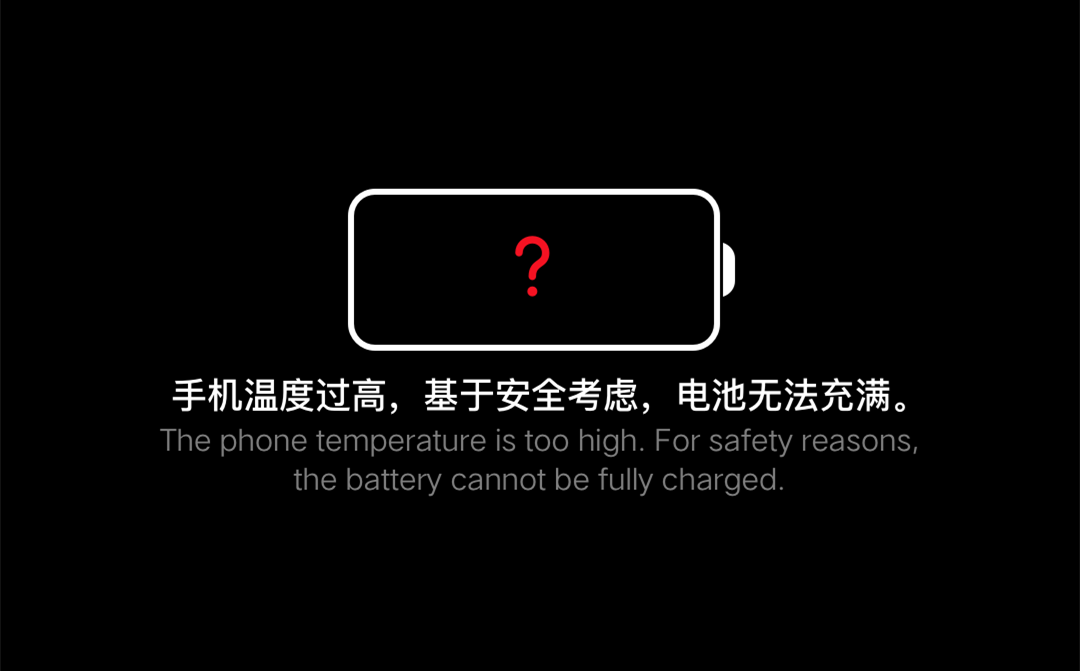 ?
手机温度过高，基于安全考虑，电池无法充满。
The phone temperature is too high. For safety reasons,
the battery cannot be fully charged.